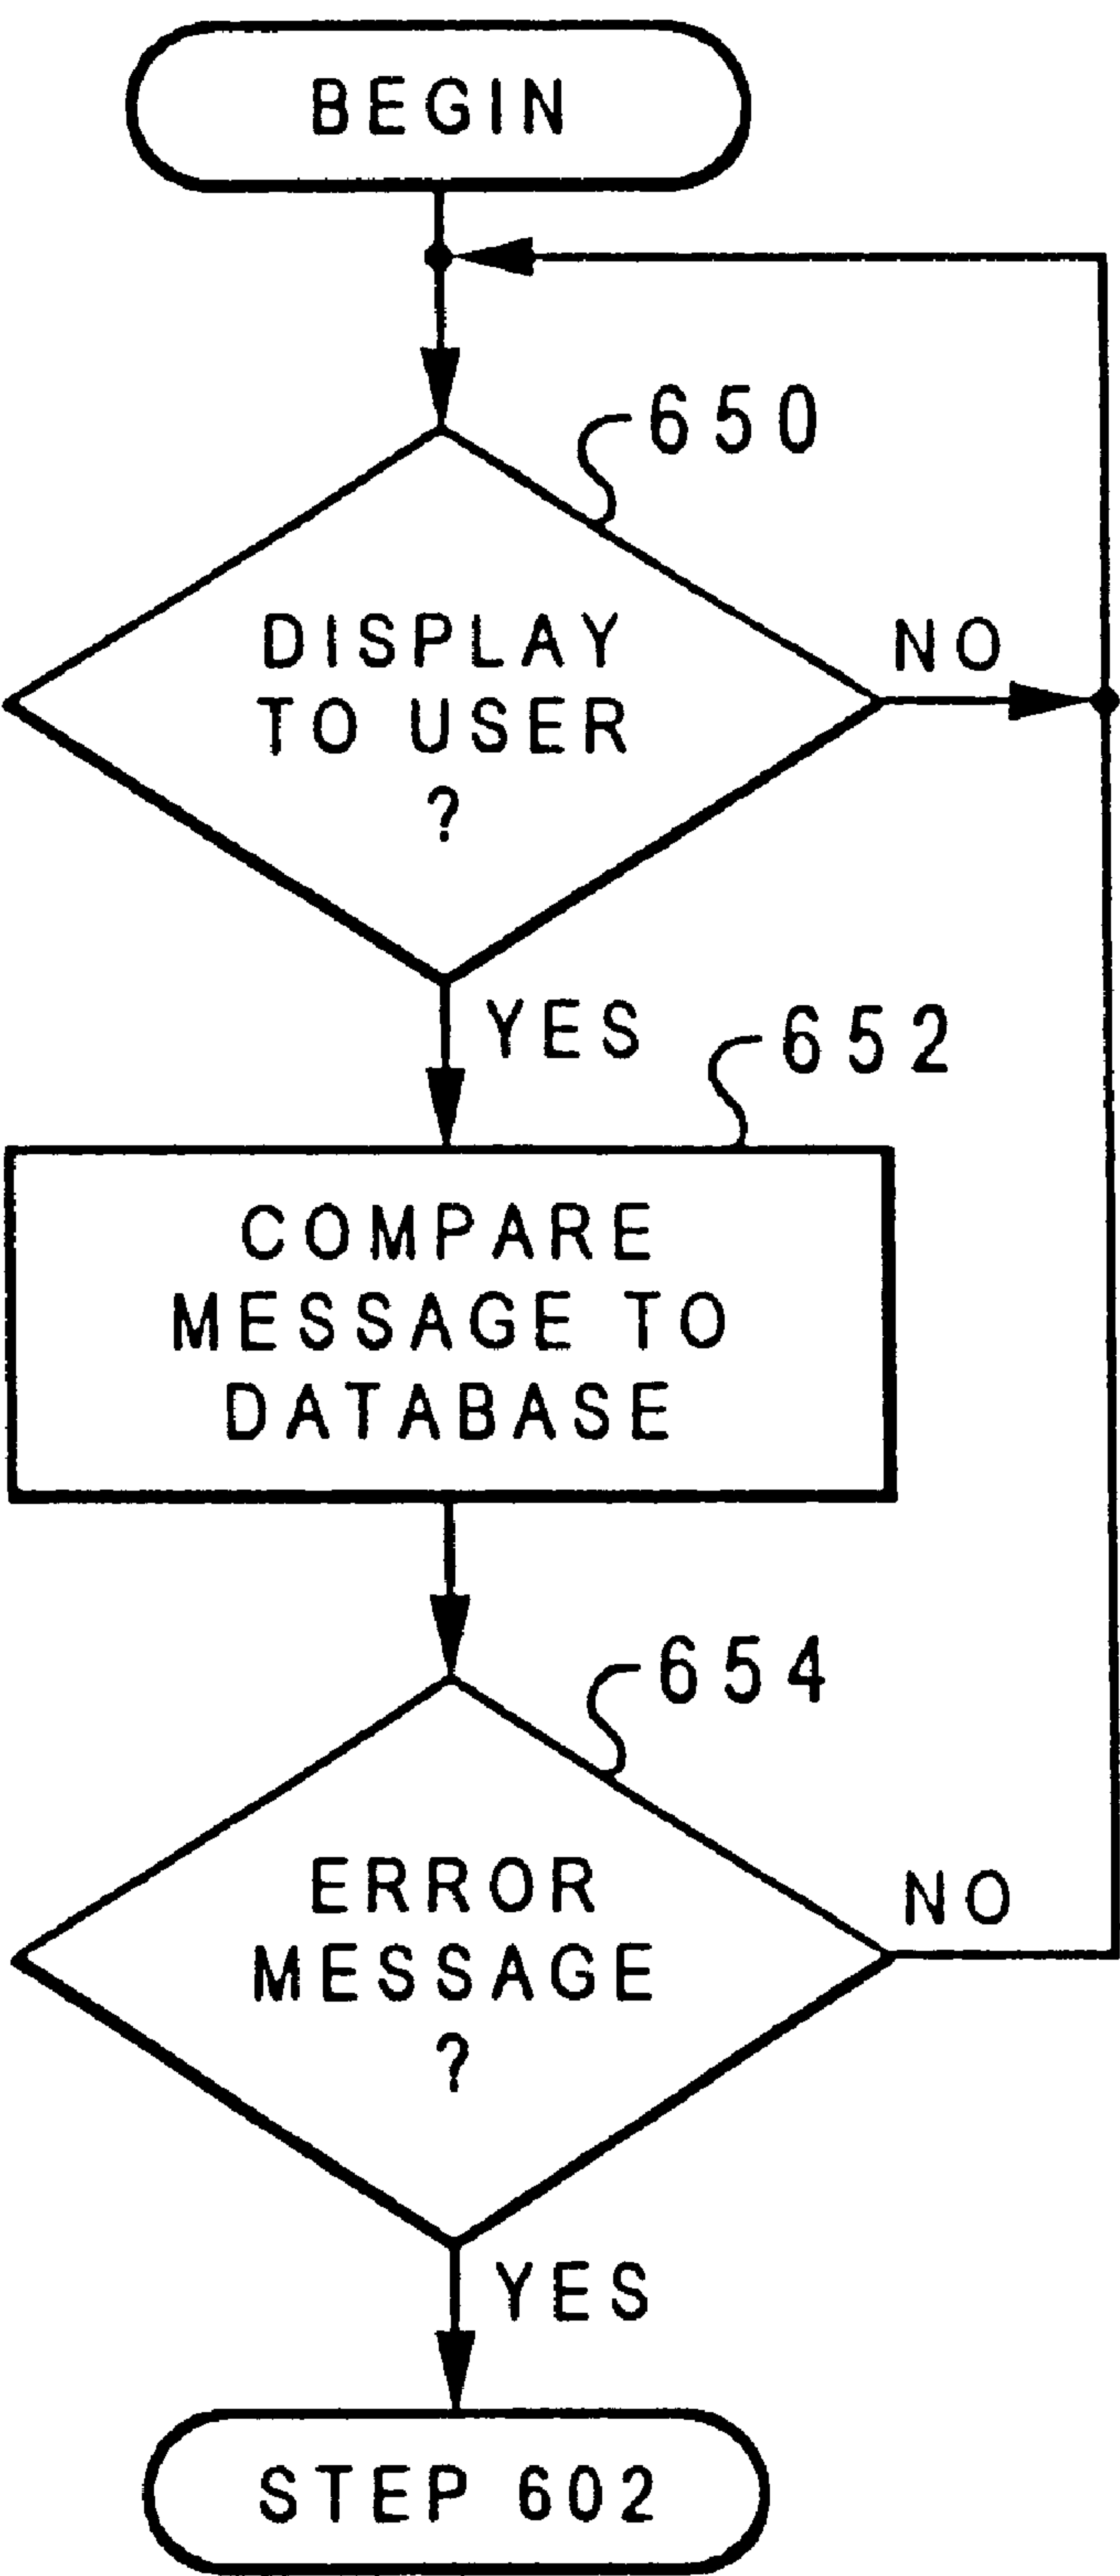 BEGIN
650
DISPLAY
TO USER
?
NO
YES
652
COMPARE
MESSAGE TO
DATABASE
654
ERROR
MESSAGE
?
NO
YES
STEP 602